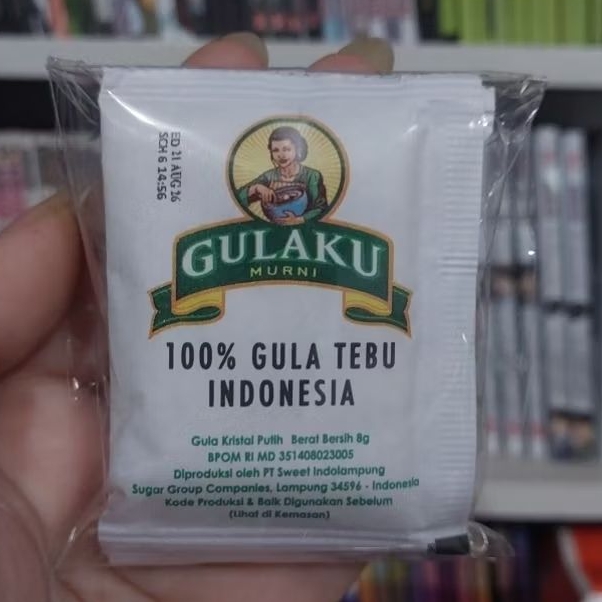 ED 21 AUG 26
SCH 6 14:56
GULAKU
MURNI
100% GULA TEBU
INDONESIA
Gula Kristal Putih Berat Bersih 8g
BPOM RI MD 351408023005
Diproduksi oleh PT Sweet Indolampung
Sugar Group Companies, Lampung 34596 - Indonesia
Kode Produksi & Baik Digunakan Sebelum
(Lihat di Kemasan)